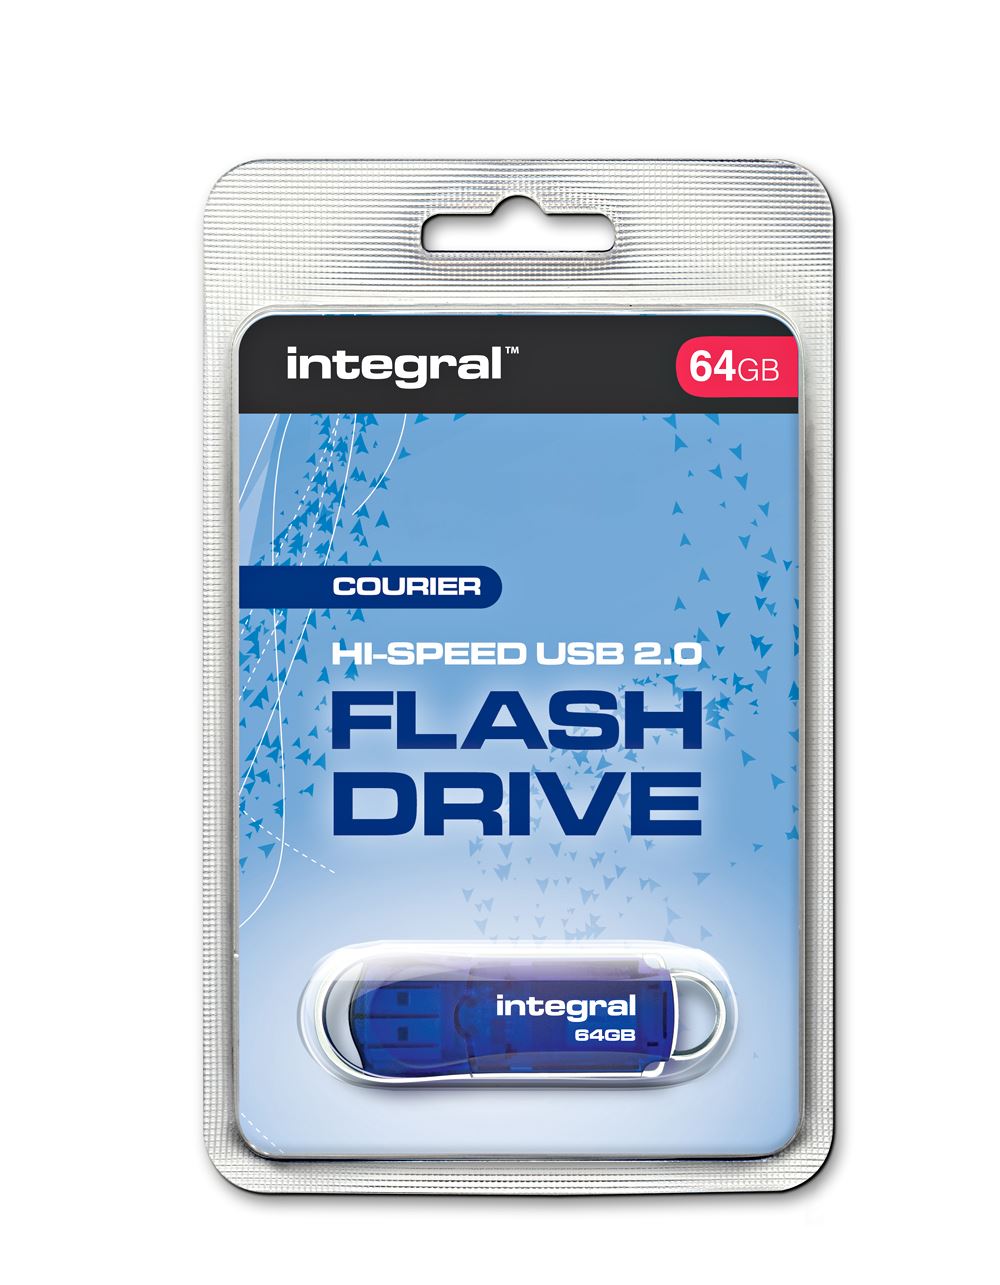 integral™
64GB
COURIER
HI-SPEED USB 2.0
FLASH
DRIVE
integral
64GB